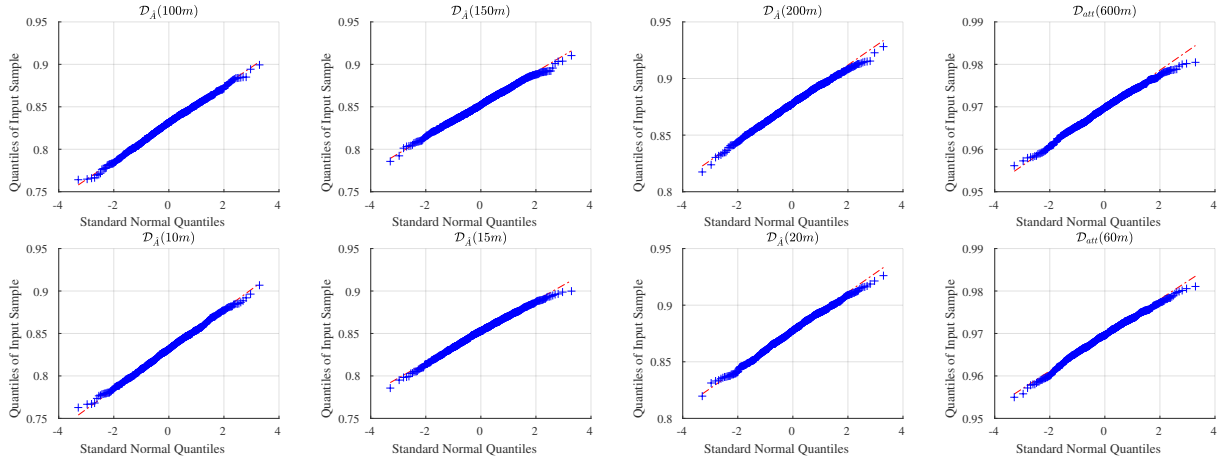 𝒟_Â(100m)
0.95
0.9
0.85
0.8
0.75
Quantiles of Input Sample
-4 -2 0 2 4
Standard Normal Quantiles
𝒟_Â(150m)
0.95
0.9
0.85
0.8
0.75
Quantiles of Input Sample
-4 -2 0 2 4
Standard Normal Quantiles
𝒟_Â(200m)
0.95
0.9
0.85
0.8
Quantiles of Input Sample
-4 -2 0 2 4
Standard Normal Quantiles
𝒟_att(600m)
0.99
0.98
0.97
0.96
0.95
Quantiles of Input Sample
-4 -2 0 2 4
Standard Normal Quantiles
𝒟_Â(10m)
0.95
0.9
0.85
0.8
0.75
Quantiles of Input Sample
-4 -2 0 2 4
Standard Normal Quantiles
𝒟_Â(15m)
0.95
0.9
0.85
0.8
0.75
Quantiles of Input Sample
-4 -2 0 2 4
Standard Normal Quantiles
𝒟_Â(20m)
0.95
0.9
0.85
0.8
Quantiles of Input Sample
-4 -2 0 2 4
Standard Normal Quantiles
𝒟_att(60m)
0.99
0.98
0.97
0.96
0.95
Quantiles of Input Sample
-4 -2 0 2 4
Standard Normal Quantiles